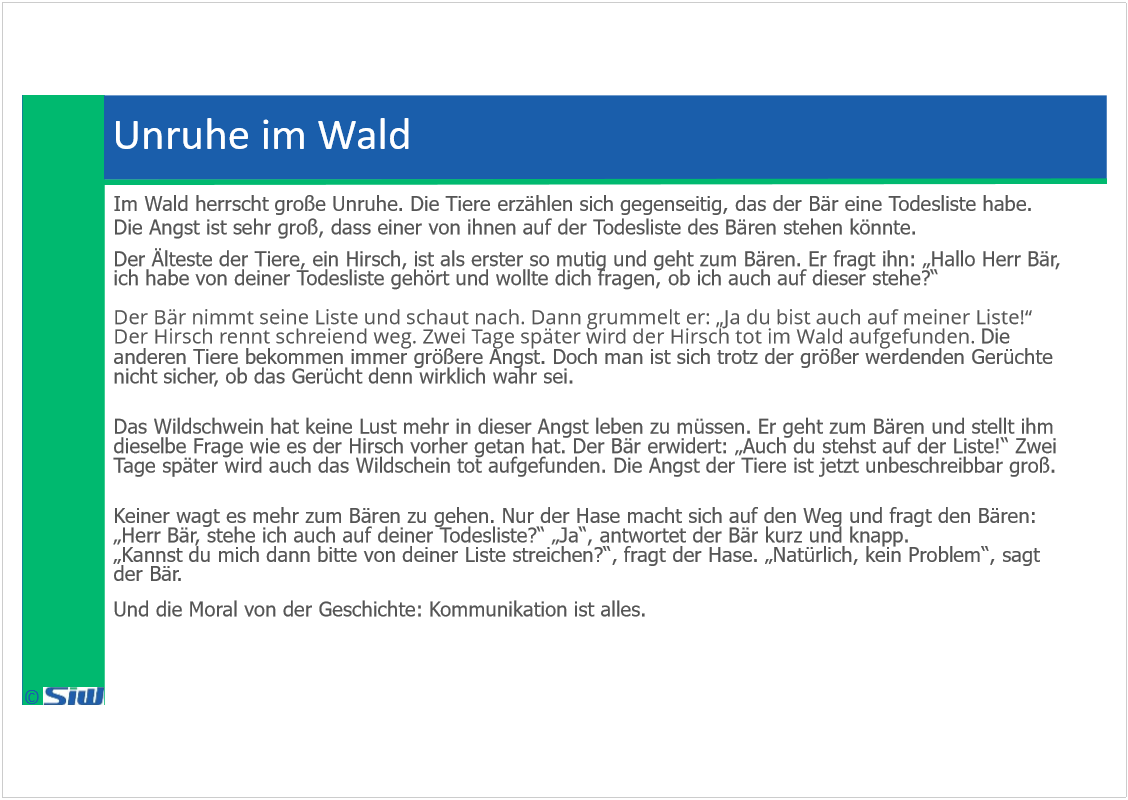 Unruhe im Wald
Im Wald herrscht große Unruhe. Die Tiere erzählen sich gegenseitig, das der Bär eine Todesliste habe.
Die Angst ist sehr groß, dass einer von ihnen auf der Todesliste des Bären stehen könnte.
Der Älteste der Tiere, ein Hirsch, ist als erster so mutig und geht zum Bären. Er fragt ihn: „Hallo Herr Bär,
ich habe von deiner Todesliste gehört und wollte dich fragen, ob ich auch auf dieser stehe?“
Der Bär nimmt seine Liste und schaut nach. Dann grummelt er: „Ja du bist auch auf meiner Liste!“
Der Hirsch rennt schreiend weg. Zwei Tage später wird der Hirsch tot im Wald aufgefunden. Die
anderen Tiere bekommen immer größere Angst. Doch man ist sich trotz der größer werdenden Gerüchte
nicht sicher, ob das Gerücht denn wirklich wahr sei.
Das Wildschwein hat keine Lust mehr in dieser Angst leben zu müssen. Er geht zum Bären und stellt ihm
dieselbe Frage wie es der Hirsch vorher getan hat. Der Bär erwidert: „Auch du stehst auf der Liste!“ Zwei
Tage später wird auch das Wildschein tot aufgefunden. Die Angst der Tiere ist jetzt unbeschreibbar groß.
Keiner wagt es mehr zum Bären zu gehen. Nur der Hase macht sich auf den Weg und fragt den Bären:
„Herr Bär, stehe ich auch auf deiner Todesliste?“ „Ja“, antwortet der Bär kurz und knapp.
„Kannst du mich dann bitte von deiner Liste streichen?“, fragt der Hase. „Natürlich, kein Problem“, sagt
der Bär.
Und die Moral von der Geschichte: Kommunikation ist alles.
© SiW